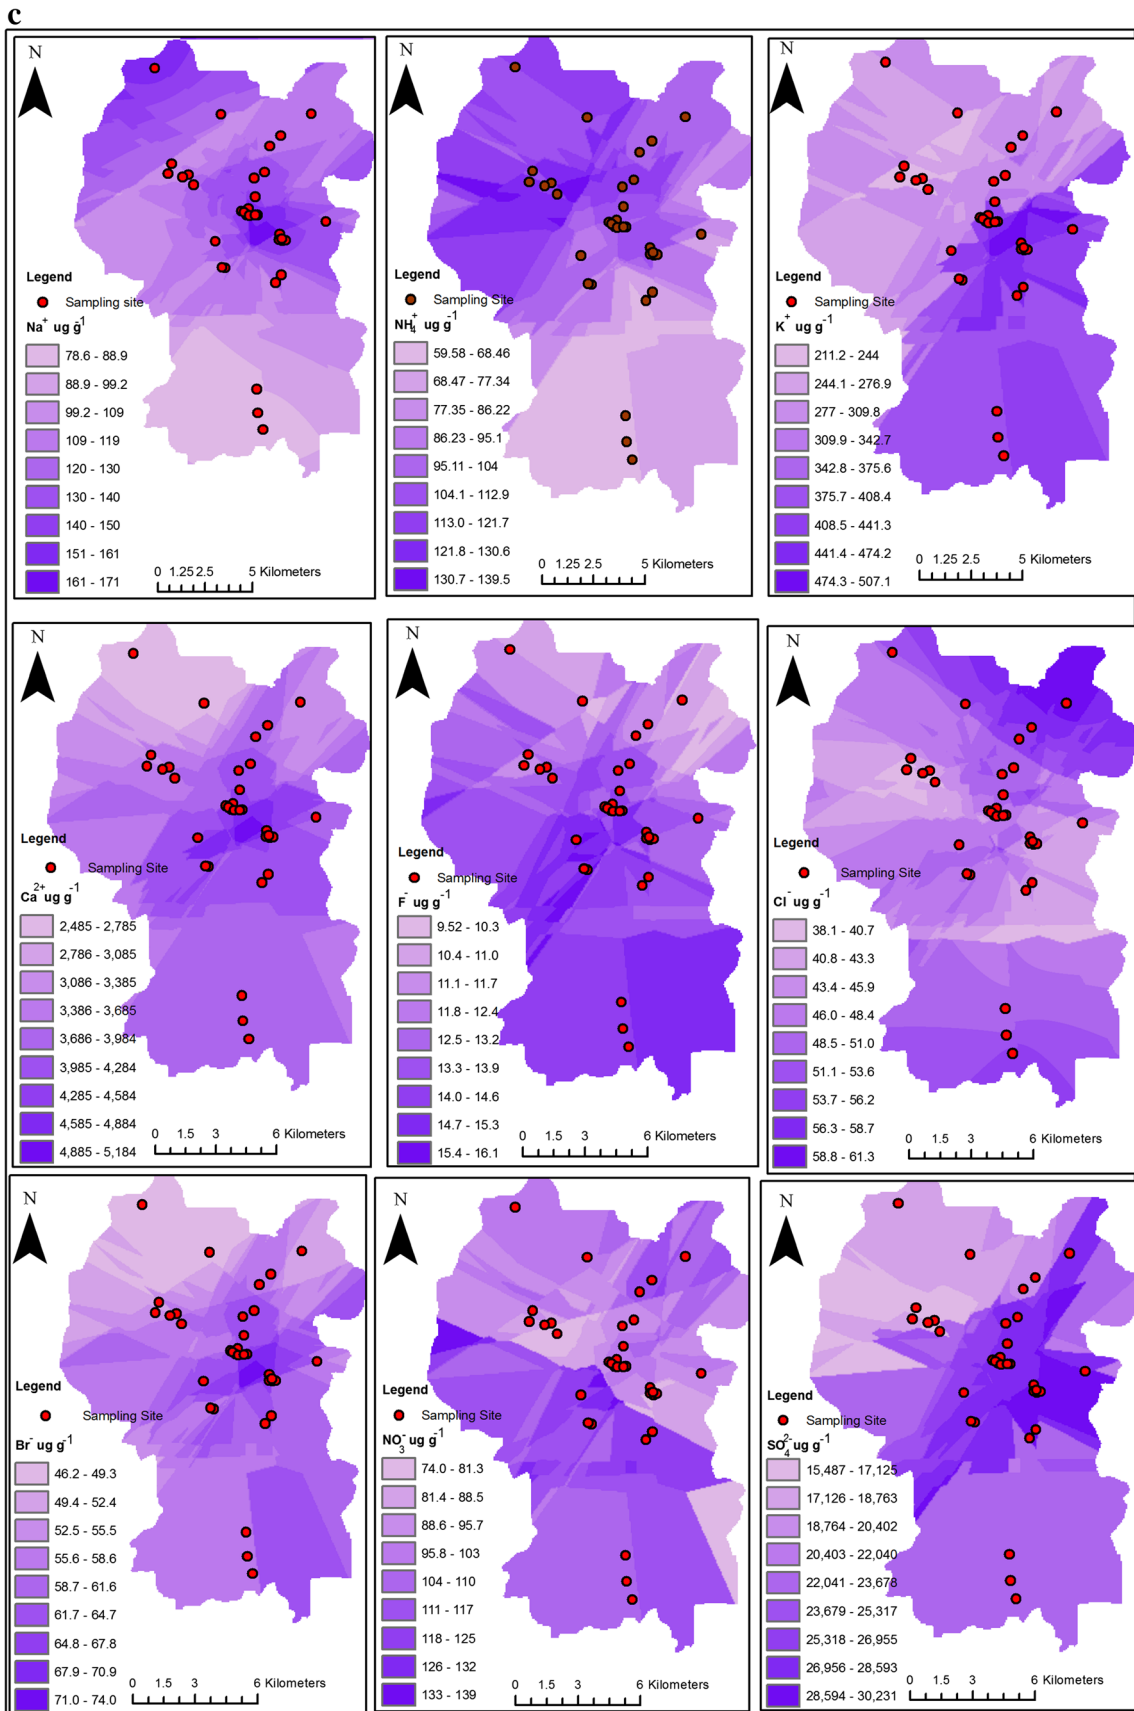 c
N
Legend
Sampling site
Na+ ug g-1
78.6 - 88.9
88.9 - 99.2
99.2 - 109
109 - 119
120 - 130
130 - 140
140 - 150
151 - 161
161 - 171
0 1.25 2.5 5 Kilometers
N
Legend
Sampling Site
NH4+ ug g-1
59.58 - 68.46
68.47 - 77.34
77.35 - 86.22
86.23 - 95.1
95.11 - 104
104.1 - 112.9
113.0 - 121.7
121.8 - 130.6
130.7 - 139.5
0 1.25 2.5 5 Kilometers
N
Legend
Sampling Site
K+ ug g-1
211.2 - 244
244.1 - 276.9
277 - 309.8
309.9 - 342.7
342.8 - 375.6
375.7 - 408.4
408.5 - 441.3
441.4 - 474.2
474.3 - 507.1
0 1.25 2.5 5 Kilometers
N
Legend
Sampling Site
Ca2+ ug g-1
2,485 - 2,785
2,786 - 3,085
3,086 - 3,385
3,386 - 3,685
3,686 - 3,984
3,985 - 4,284
4,285 - 4,584
4,585 - 4,884
4,885 - 5,184
0 1.5 3 6 Kilometers
N
Legend
Sampling Site
F- ug g-1
9.52 - 10.3
10.4 - 11.0
11.1 - 11.7
11.8 - 12.4
12.5 - 13.2
13.3 - 13.9
14.0 - 14.6
14.7 - 15.3
15.4 - 16.1
0 1.5 3 6 Kilometers
N
Legend
Sampling Site
Cl- ug g-1
38.1 - 40.7
40.8 - 43.3
43.4 - 45.9
46.0 - 48.4
48.5 - 51.0
51.1 - 53.6
53.7 - 56.2
56.3 - 58.7
58.8 - 61.3
0 1.5 3 6 Kilometers
N
Legend
Sampling Site
Br- ug g-1
46.2 - 49.3
49.4 - 52.4
52.5 - 55.5
55.6 - 58.6
58.7 - 61.6
61.7 - 64.7
64.8 - 67.8
67.9 - 70.9
71.0 - 74.0
0 1.5 3 6 Kilometers
N
Legend
Sampling Site
NO3- ug g-1
74.0 - 81.3
81.4 - 88.5
88.6 - 95.7
95.8 - 103
104 - 110
111 - 117
118 - 125
126 - 132
133 - 139
0 1.5 3 6 Kilometers
N
Legend
Sampling Site
SO42- ug g-1
15,487 - 17,125
17,126 - 18,763
18,764 - 20,402
20,403 - 22,040
22,041 - 23,678
23,679 - 25,317
25,318 - 26,955
26,956 - 28,593
28,594 - 30,231
0 1.5 3 6 Kilometers